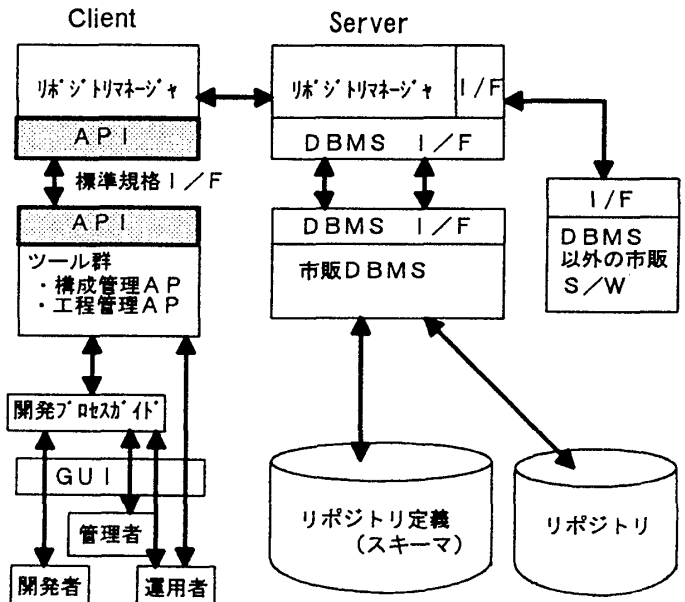 Client
Server
リポジトリマネージャ
リポジトリマネージャ
I/F
API
DBMS I/F
標準規格I/F
API
DBMS I/F
I/F
ツール群
・構成管理AP
・工程管理AP
市販DBMS
DBMS
以外の市販
S/W
開発プロセスガイド
GUI
管理者
開発者
運用者
リポジトリ定義
(スキーマ)
リポジトリ